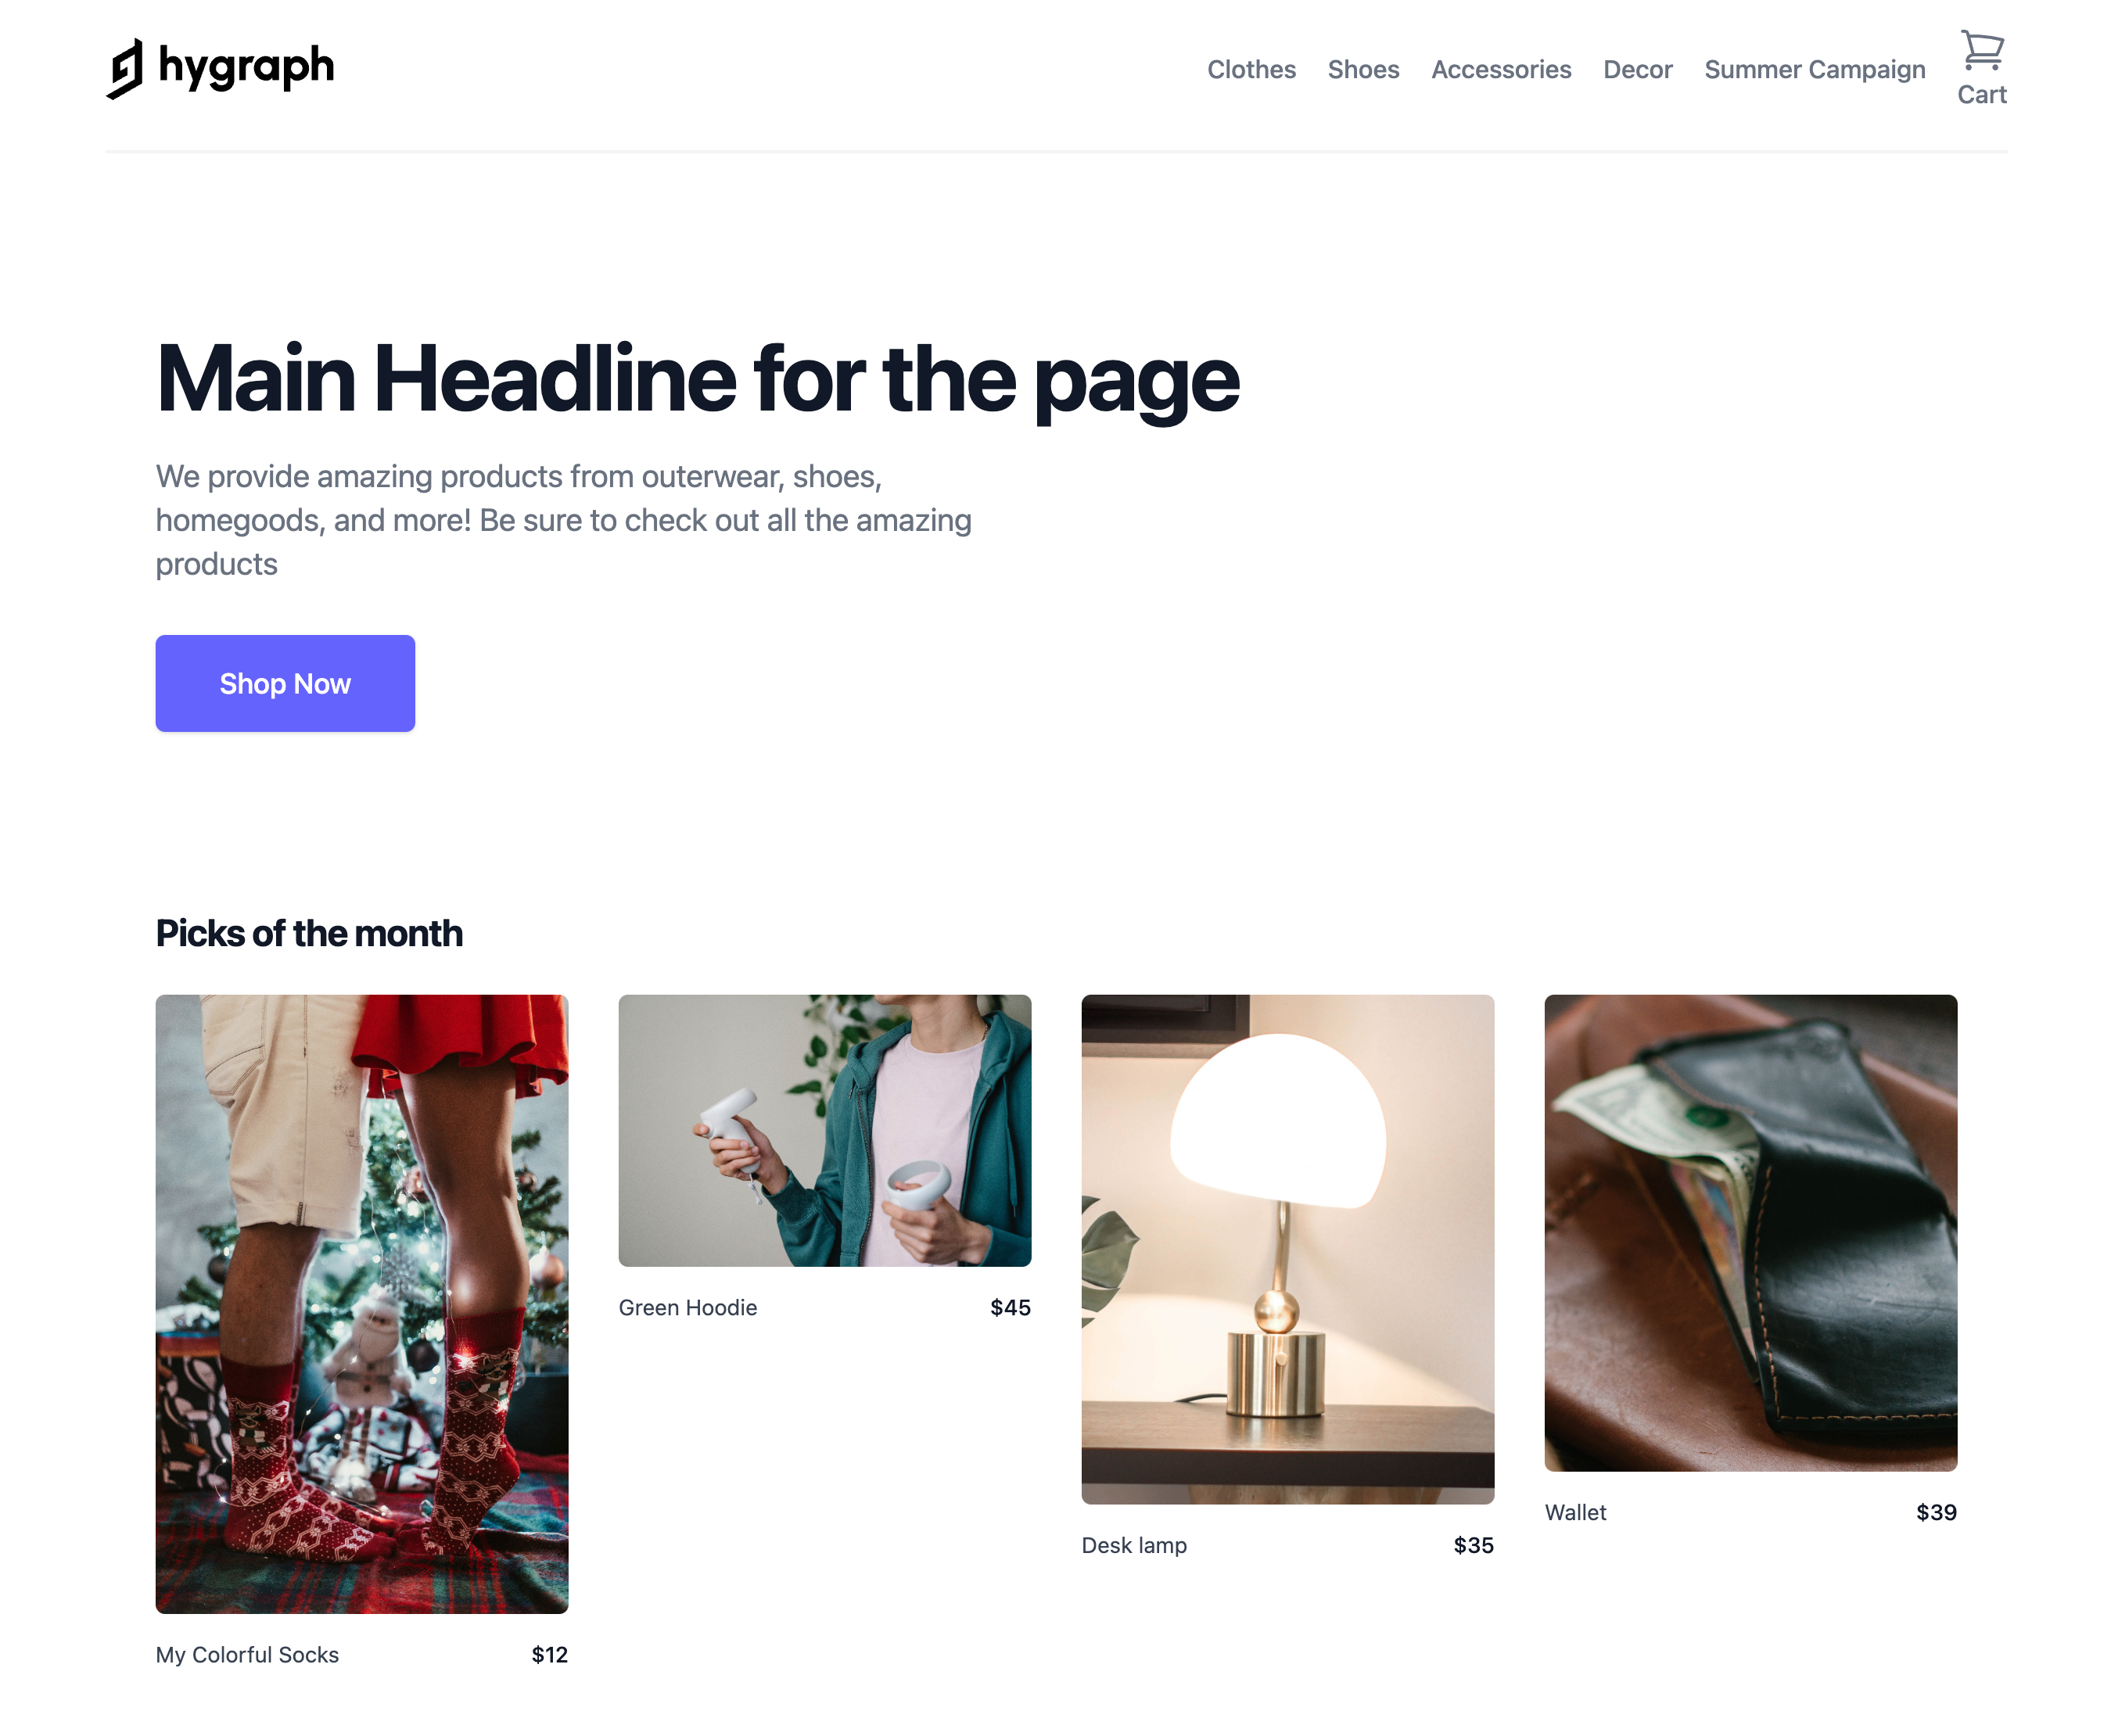 hygraph
Clothes Shoes Accessories Decor Summer Campaign Cart
Main Headline for the page
We provide amazing products from outerwear, shoes,
homegoods, and more! Be sure to check out all the amazing
products
Shop Now
Picks of the month
My Colorful Socks $12
Green Hoodie $45
Desk lamp $35
Wallet $39